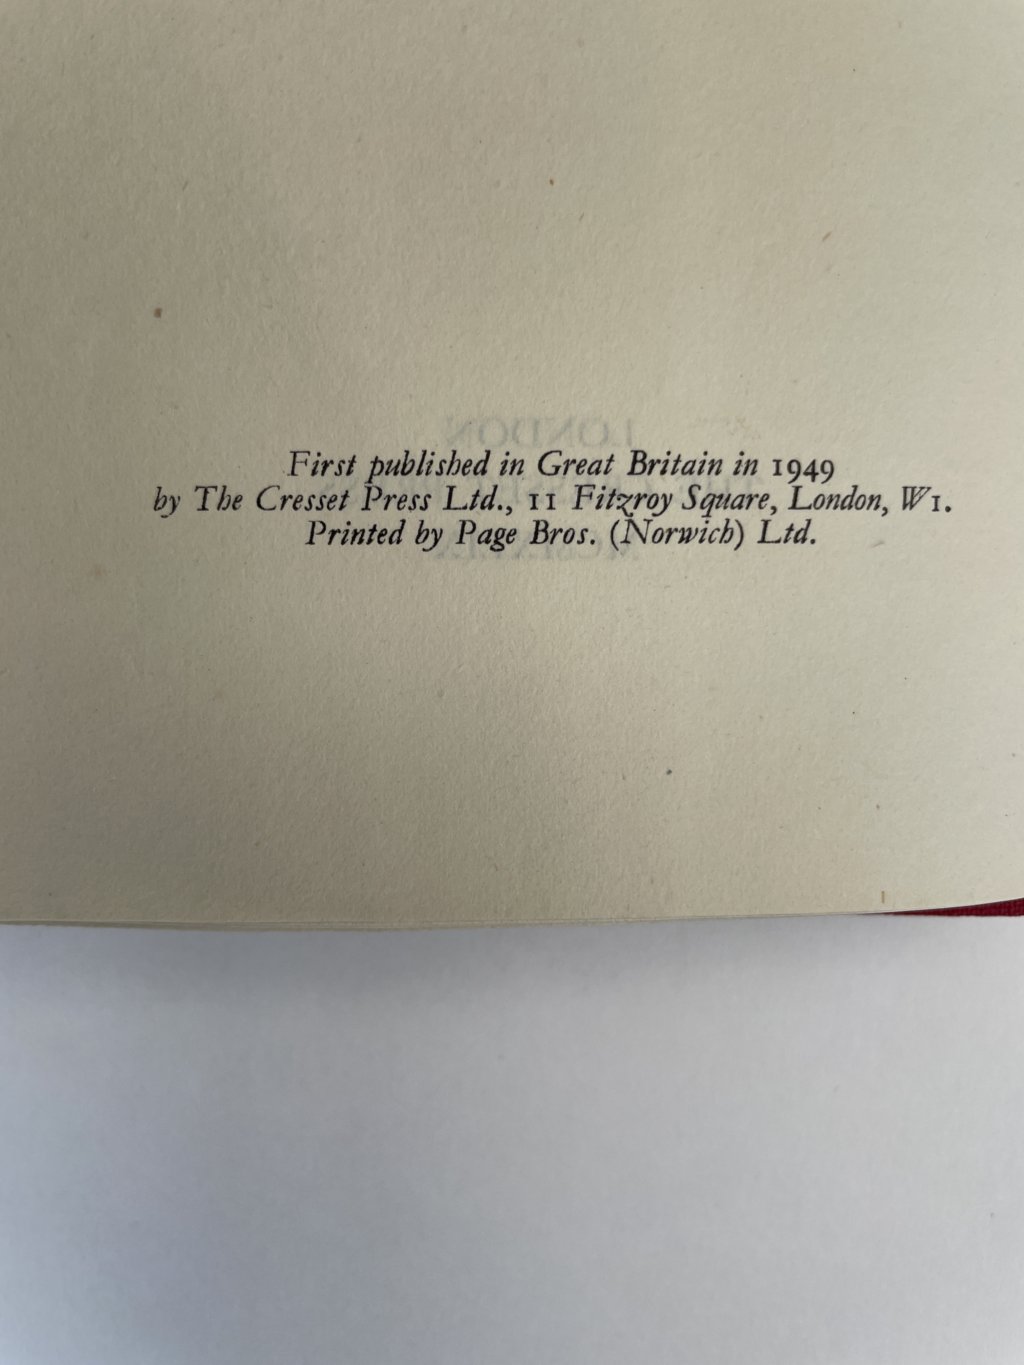 First published in Great Britain in 1949
by The Cresset Press Ltd., 11 Fitzroy Square, London, W1.
Printed by Page Bros. (Norwich) Ltd.